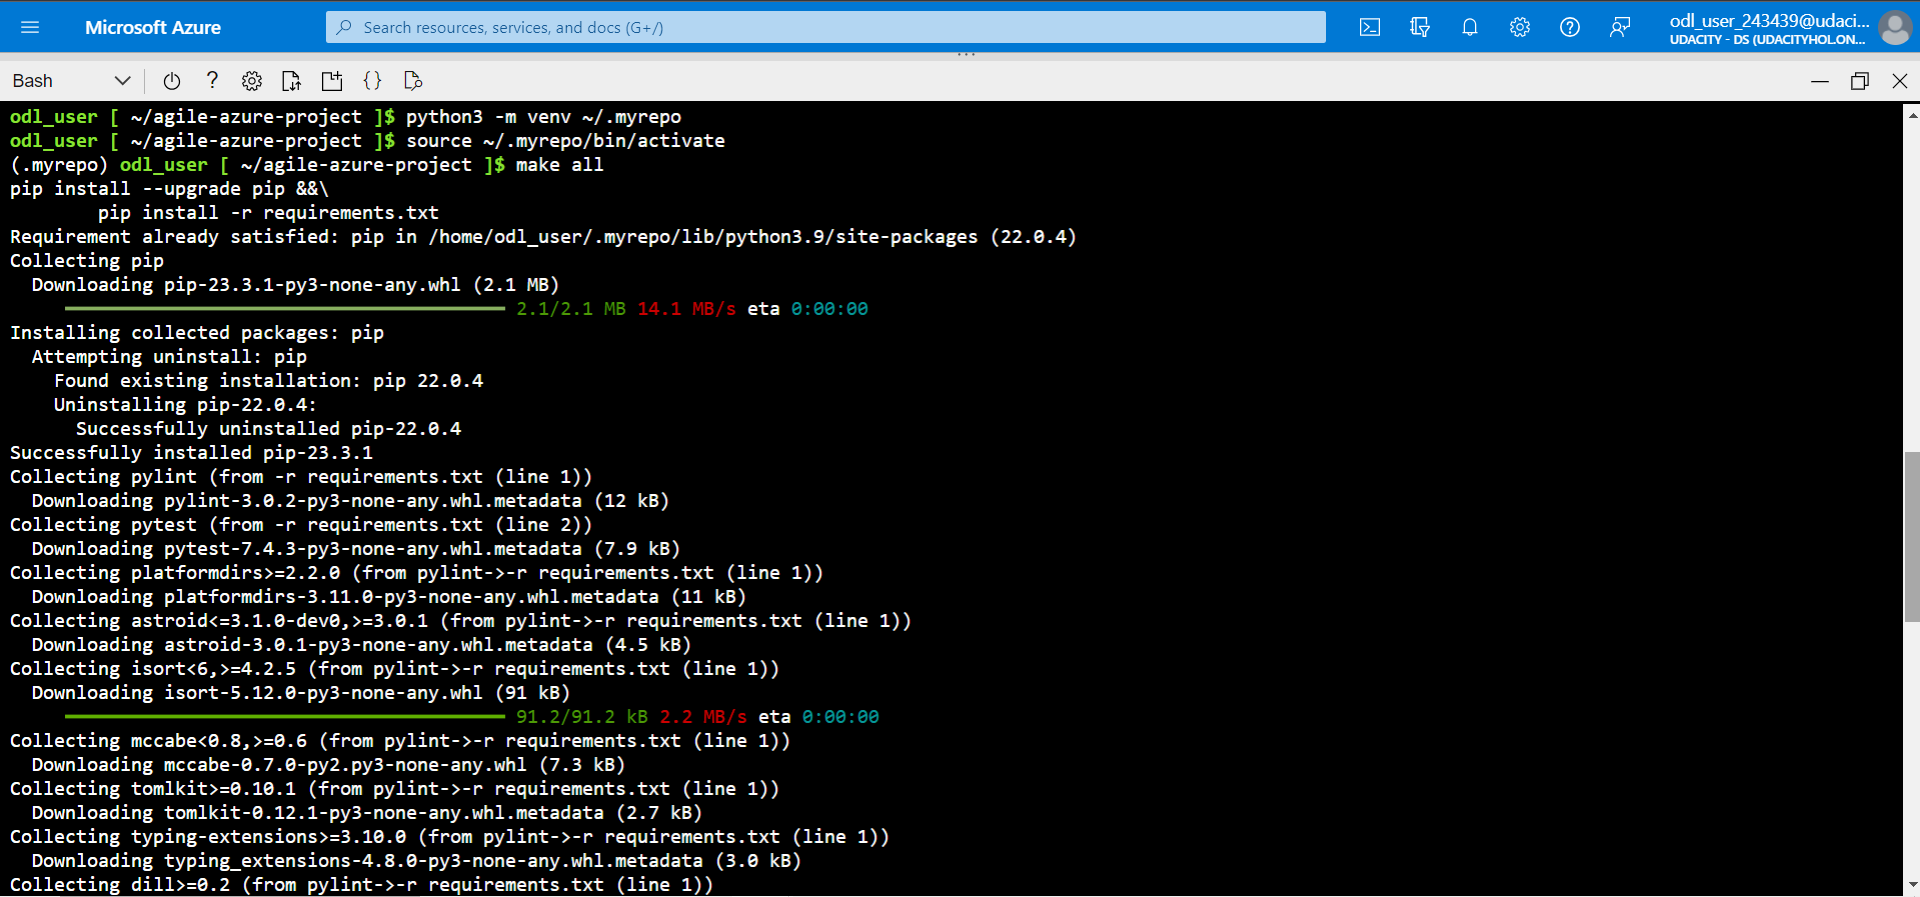 Microsoft Azure
Search resources, services, and docs (G+/)
odl_user_243439@udaci...
UDACITY - DS (UDACITYHOL.ON...
Bash
odl_user [ ~/agile-azure-project ]$ python3 -m venv ~/.myrepo
odl_user [ ~/agile-azure-project ]$ source ~/.myrepo/bin/activate
(.myrepo) odl_user [ ~/agile-azure-project ]$ make all
pip install --upgrade pip &&\
pip install -r requirements.txt
Requirement already satisfied: pip in /home/odl_user/.myrepo/lib/python3.9/site-packages (22.0.4)
Collecting pip
Downloading pip-23.3.1-py3-none-any.whl (2.1 MB)
2.1/2.1 MB 14.1 MB/s eta 0:00:00
Installing collected packages: pip
Attempting uninstall: pip
Found existing installation: pip 22.0.4
Uninstalling pip-22.0.4:
Successfully uninstalled pip-22.0.4
Successfully installed pip-23.3.1
Collecting pylint (from -r requirements.txt (line 1))
Downloading pylint-3.0.2-py3-none-any.whl.metadata (12 kB)
Collecting pytest (from -r requirements.txt (line 2))
Downloading pytest-7.4.3-py3-none-any.whl.metadata (7.9 kB)
Collecting platformdirs>=2.2.0 (from pylint->-r requirements.txt (line 1))
Downloading platformdirs-3.11.0-py3-none-any.whl.metadata (11 kB)
Collecting astroid<=3.1.0-dev0,>=3.0.1 (from pylint->-r requirements.txt (line 1))
Downloading astroid-3.0.1-py3-none-any.whl.metadata (4.5 kB)
Collecting isort<6,>=4.2.5 (from pylint->-r requirements.txt (line 1))
Downloading isort-5.12.0-py3-none-any.whl (91 kB)
91.2/91.2 kB 2.2 MB/s eta 0:00:00
Collecting mccabe<0.8,>=0.6 (from pylint->-r requirements.txt (line 1))
Downloading mccabe-0.7.0-py2.py3-none-any.whl (7.3 kB)
Collecting tomlkit>=0.10.1 (from pylint->-r requirements.txt (line 1))
Downloading tomlkit-0.12.1-py3-none-any.whl.metadata (2.7 kB)
Collecting typing-extensions>=3.10.0 (from pylint->-r requirements.txt (line 1))
Downloading typing_extensions-4.8.0-py3-none-any.whl.metadata (3.0 kB)
Collecting dill>=0.2 (from pylint->-r requirements.txt (line 1))